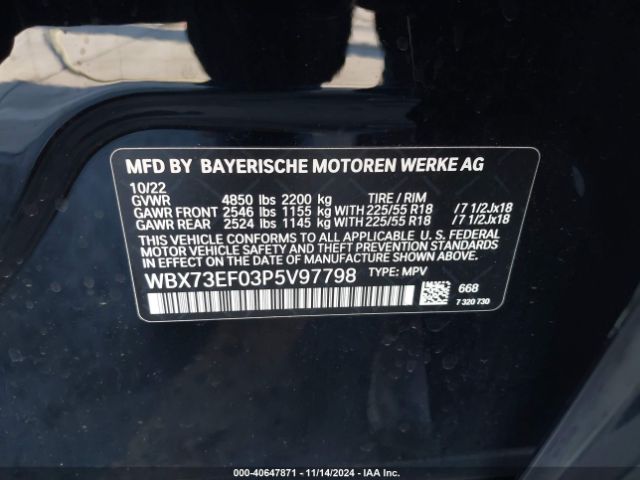 MFD BY BAYERISCHE MOTOREN WERKE AG
10/22
GVWR 4850 lbs 2200 kg TIRE / RIM
GAWR FRONT 2546 lbs 1155 kg WITH 225/55 R18 /7 1/2Jx18
GAWR REAR 2524 lbs 1145 kg WITH 225/55 R18 /7 1/2Jx18
THIS VEHICLE CONFORMS TO ALL APPLICABLE U. S. FEDERAL
MOTOR VEHICLE SAFETY AND THEFT PREVENTION STANDARDS
IN EFFECT ON THE DATE OF MANUFACTURE SHOWN ABOVE.
WBX73EF03P5V97798 TYPE: MPV
668
7 320 730
000-40647871 - 11/14/2024 - IAA Inc.